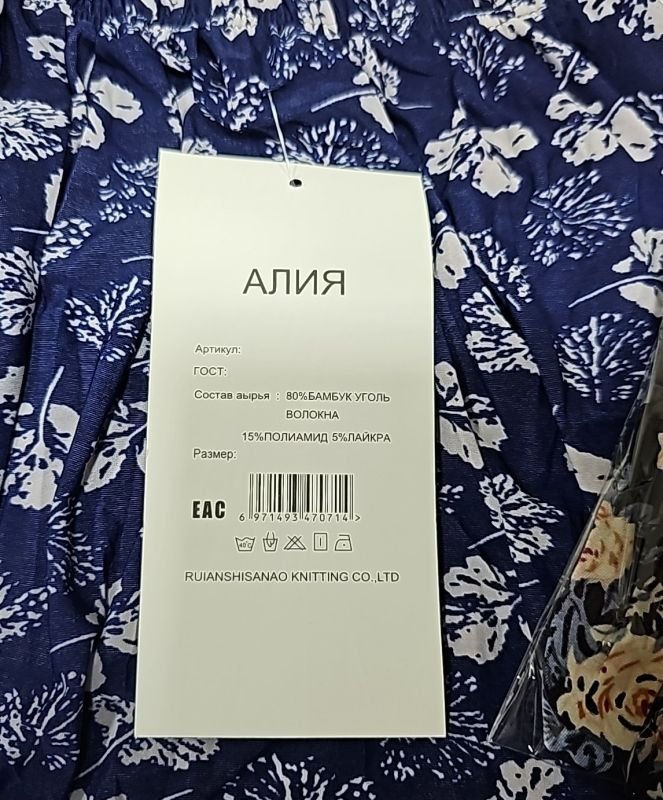 АЛИЯ
Артикул:
ГОСТ:
Состав аырья : 80%БАМБУК УГОЛЬ
ВОЛОКНА
15%ПОЛИАМИД 5%ЛАЙКРА
Размер:
EAC
6 971493 470714 >
40°C
RUIANSHISANAO KNITTING CO.,LTD